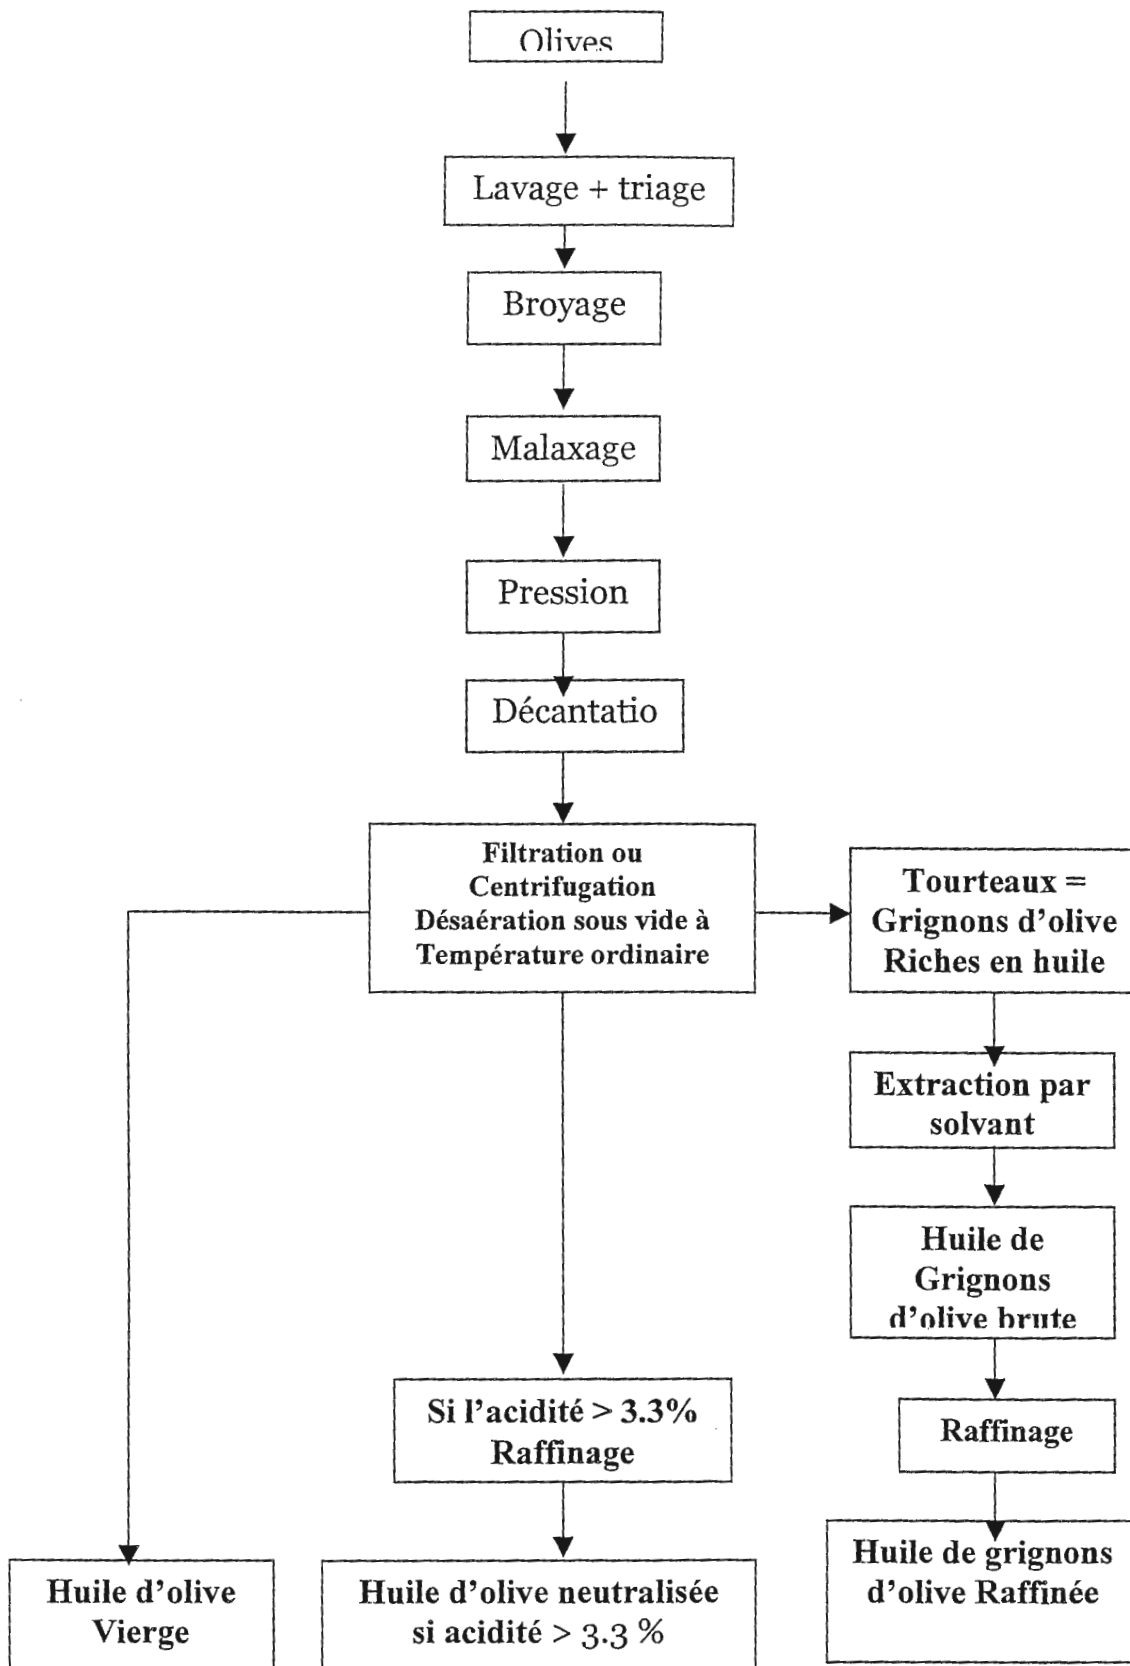 Olives
Lavage + triage
Broyage
Malaxage
Pression
Décantatio
Filtration ou
Centrifugation
Désaération sous vide à
Température ordinaire
Tourteaux =
Grignons d'olive
Riches en huile
Extraction par
solvant
Huile de
Grignons
d'olive brute
Si l'acidité > 3.3%
Raffinage
Raffinage
Huile d'olive
Vierge
Huile d'olive neutralisée
si acidité > 3.3 %
Huile de grignons
d'olive Raffinée